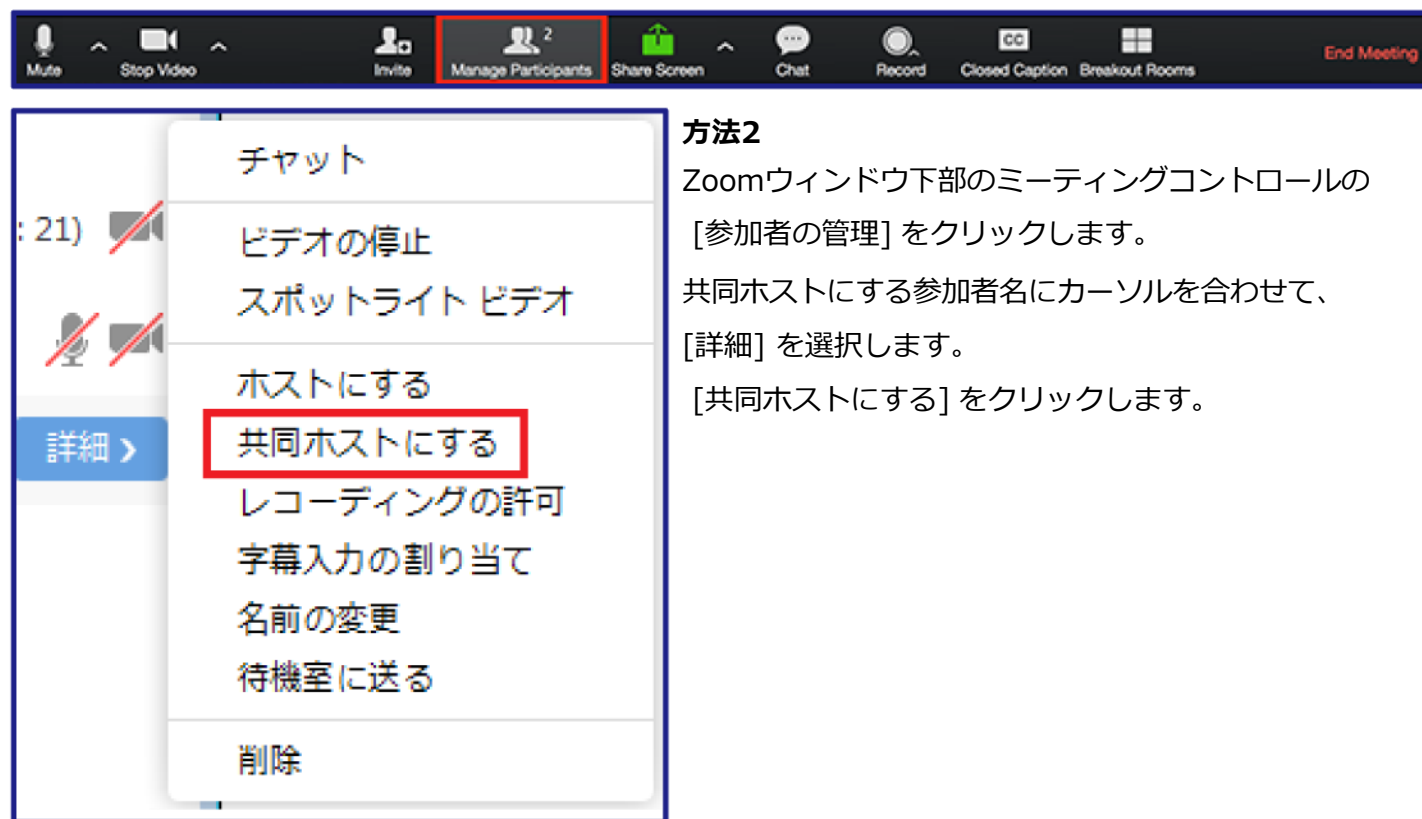 2
Mute Stop Video Invite Manage Participants Share Screen Chat Record CC Closed Caption Breakout Rooms End Meeting
: 21)
詳細 ›
チャット
ビデオの停止
スポットライト ビデオ
ホストにする
共同ホストにする
レコーディングの許可
字幕入力の割り当て
名前の変更
待機室に送る
削除
方法2
Zoomウィンドウ下部のミーティングコントロールの
[参加者の管理] をクリックします。
共同ホストにする参加者名にカーソルを合わせて、
[詳細] を選択します。
[共同ホストにする] をクリックします。